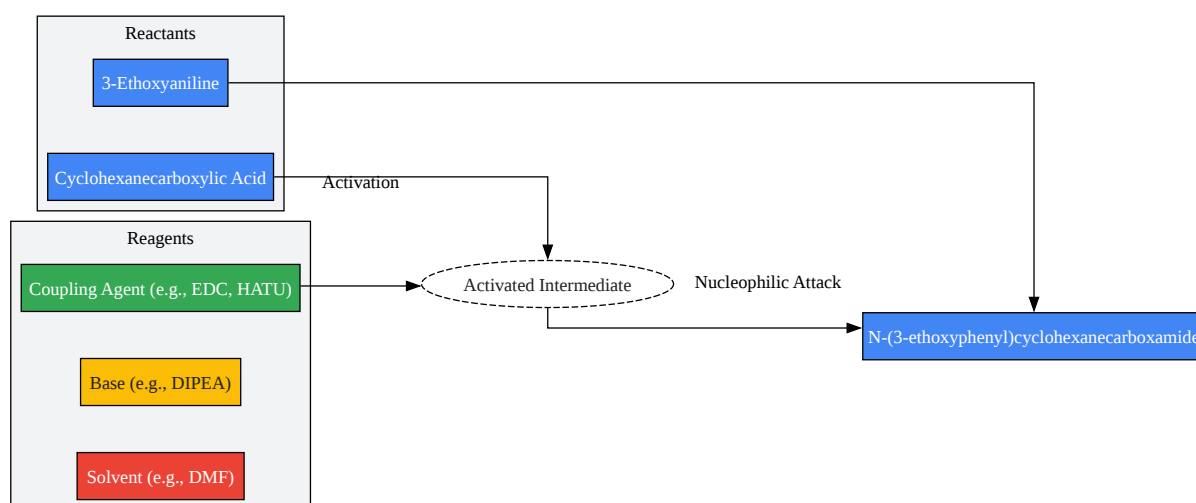 Reactants
3-Ethoxyaniline
Cyclohexanecarboxylic Acid
Activation
Reagents
Coupling Agent (e.g., EDC, HATU)
Activated Intermediate
Nucleophilic Attack
N-(3-ethoxyphenyl)cyclohexanecarboxamide
Base (e.g., DIPEA)
Solvent (e.g., DMF)